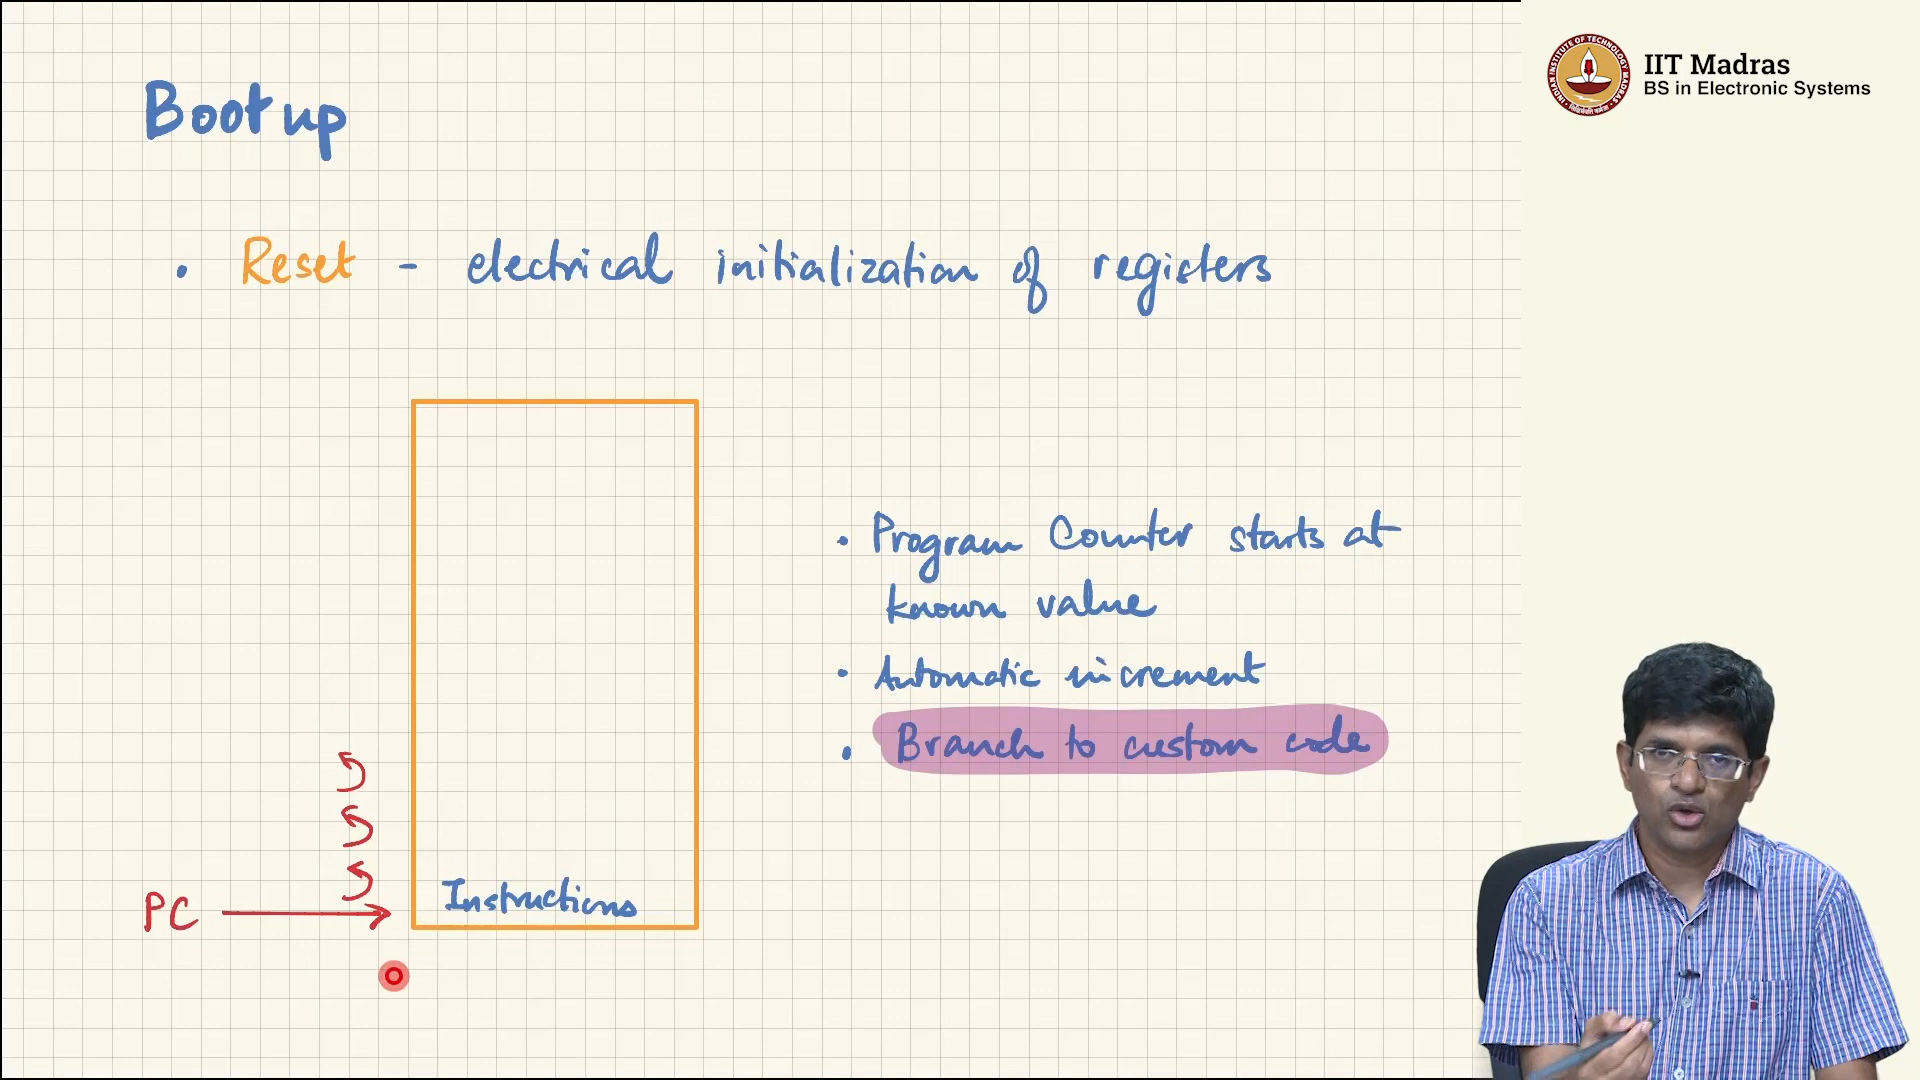 Boot up
• Reset - electrical initialization of registers
• Program Counter starts at
known value
• Automatic increment
• Branch to custom code
PC
Instructions
IIT Madras
BS in Electronic Systems